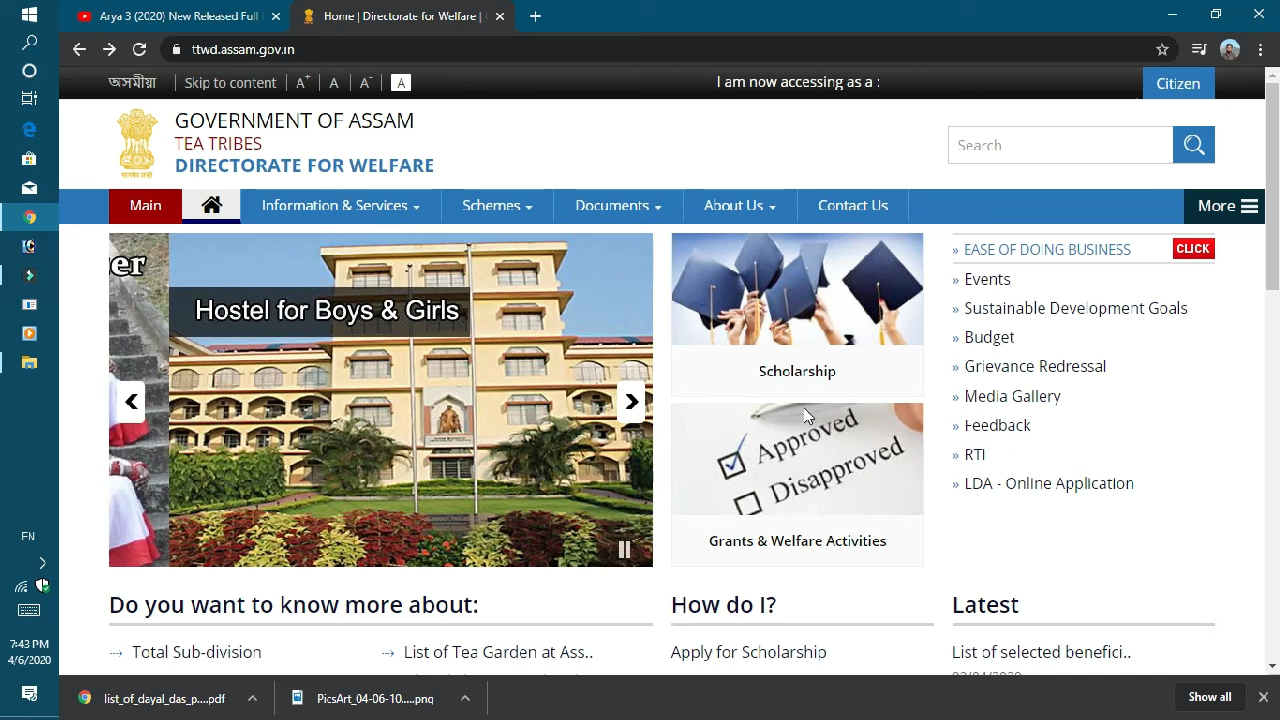 Arya 3 (2020) New Released Full
Home | Directorate for Welfare |
ttwd.assam.gov.in
অসমীয়া
Skip to content
A+
A
A-
A
I am now accessing as a :
Citizen
GOVERNMENT OF ASSAM
TEA TRIBES
DIRECTORATE FOR WELFARE
Search
Main
Information & Services
Schemes
Documents
About Us
Contact Us
More
er
Hostel for Boys & Girls
Scholarship
Approved
Disapproved
Grants & Welfare Activities
» EASE OF DOING BUSINESS
CLICK
» Events
» Sustainable Development Goals
» Budget
» Grievance Redressal
» Media Gallery
» Feedback
» RTI
» LDA - Online Application
Do you want to know more about:
Total Sub-division
List of Tea Garden at Ass..
How do I?
Apply for Scholarship
Latest
List of selected benefici..
EN
7:43 PM
4/6/2020
list_of_dayal_das_p....pdf
PicsArt_04-06-10.....png
Show all